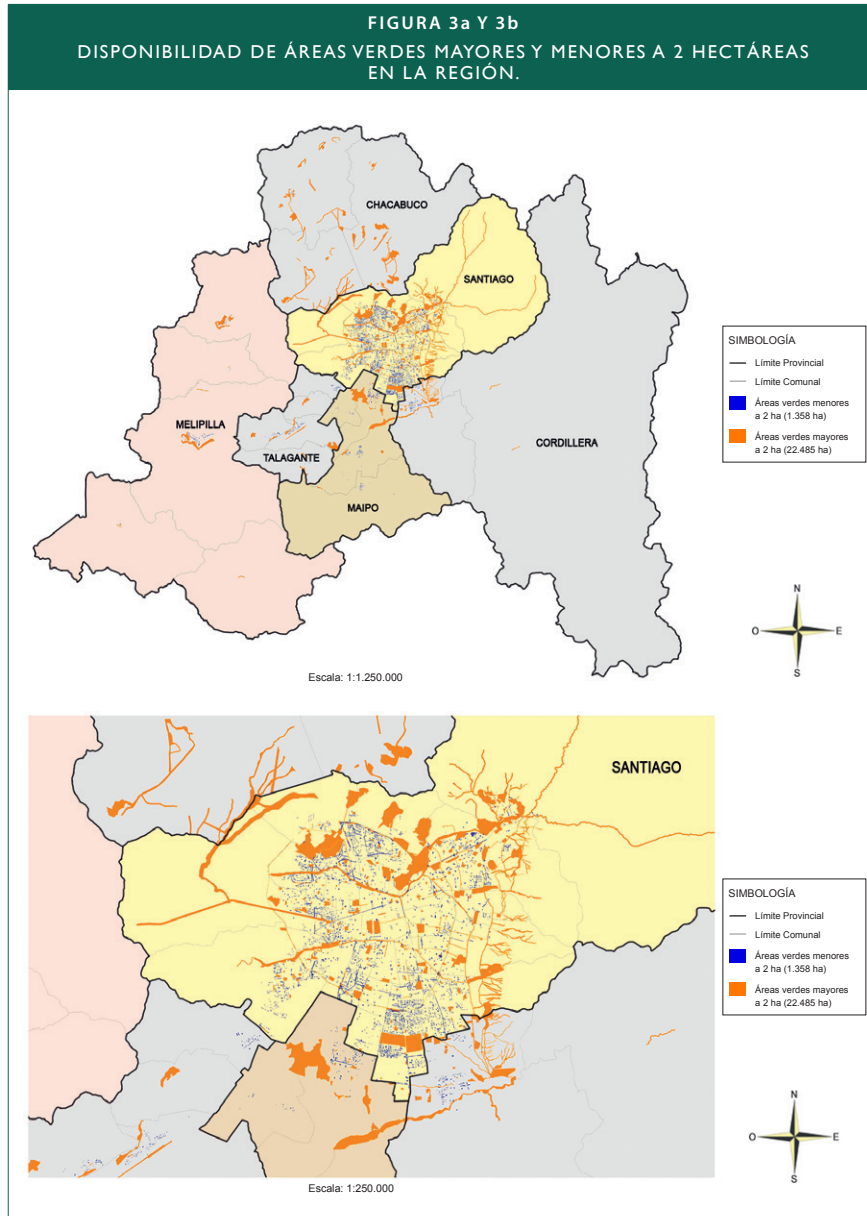 FIGURA 3a Y 3b
DISPONIBILIDAD DE ÁREAS VERDES MAYORES Y MENORES A 2 HECTÁREAS
EN LA REGIÓN.
CHACABUCO
SANTIAGO
MELIPILLA
TALAGANTE
CORDILLERA
MAIPO
SIMBOLOGÍA
Límite Provincial
Límite Comunal
Áreas verdes menores
a 2 ha (1.358 ha)
Áreas verdes mayores
a 2 ha (22.485 ha)
N
O
E
S
Escala: 1:1.250.000
SANTIAGO
SIMBOLOGÍA
Límite Provincial
Límite Comunal
Áreas verdes menores
a 2 ha (1.358 ha)
Áreas verdes mayores
a 2 ha (22.485 ha)
N
O
E
S
Escala: 1:250.000